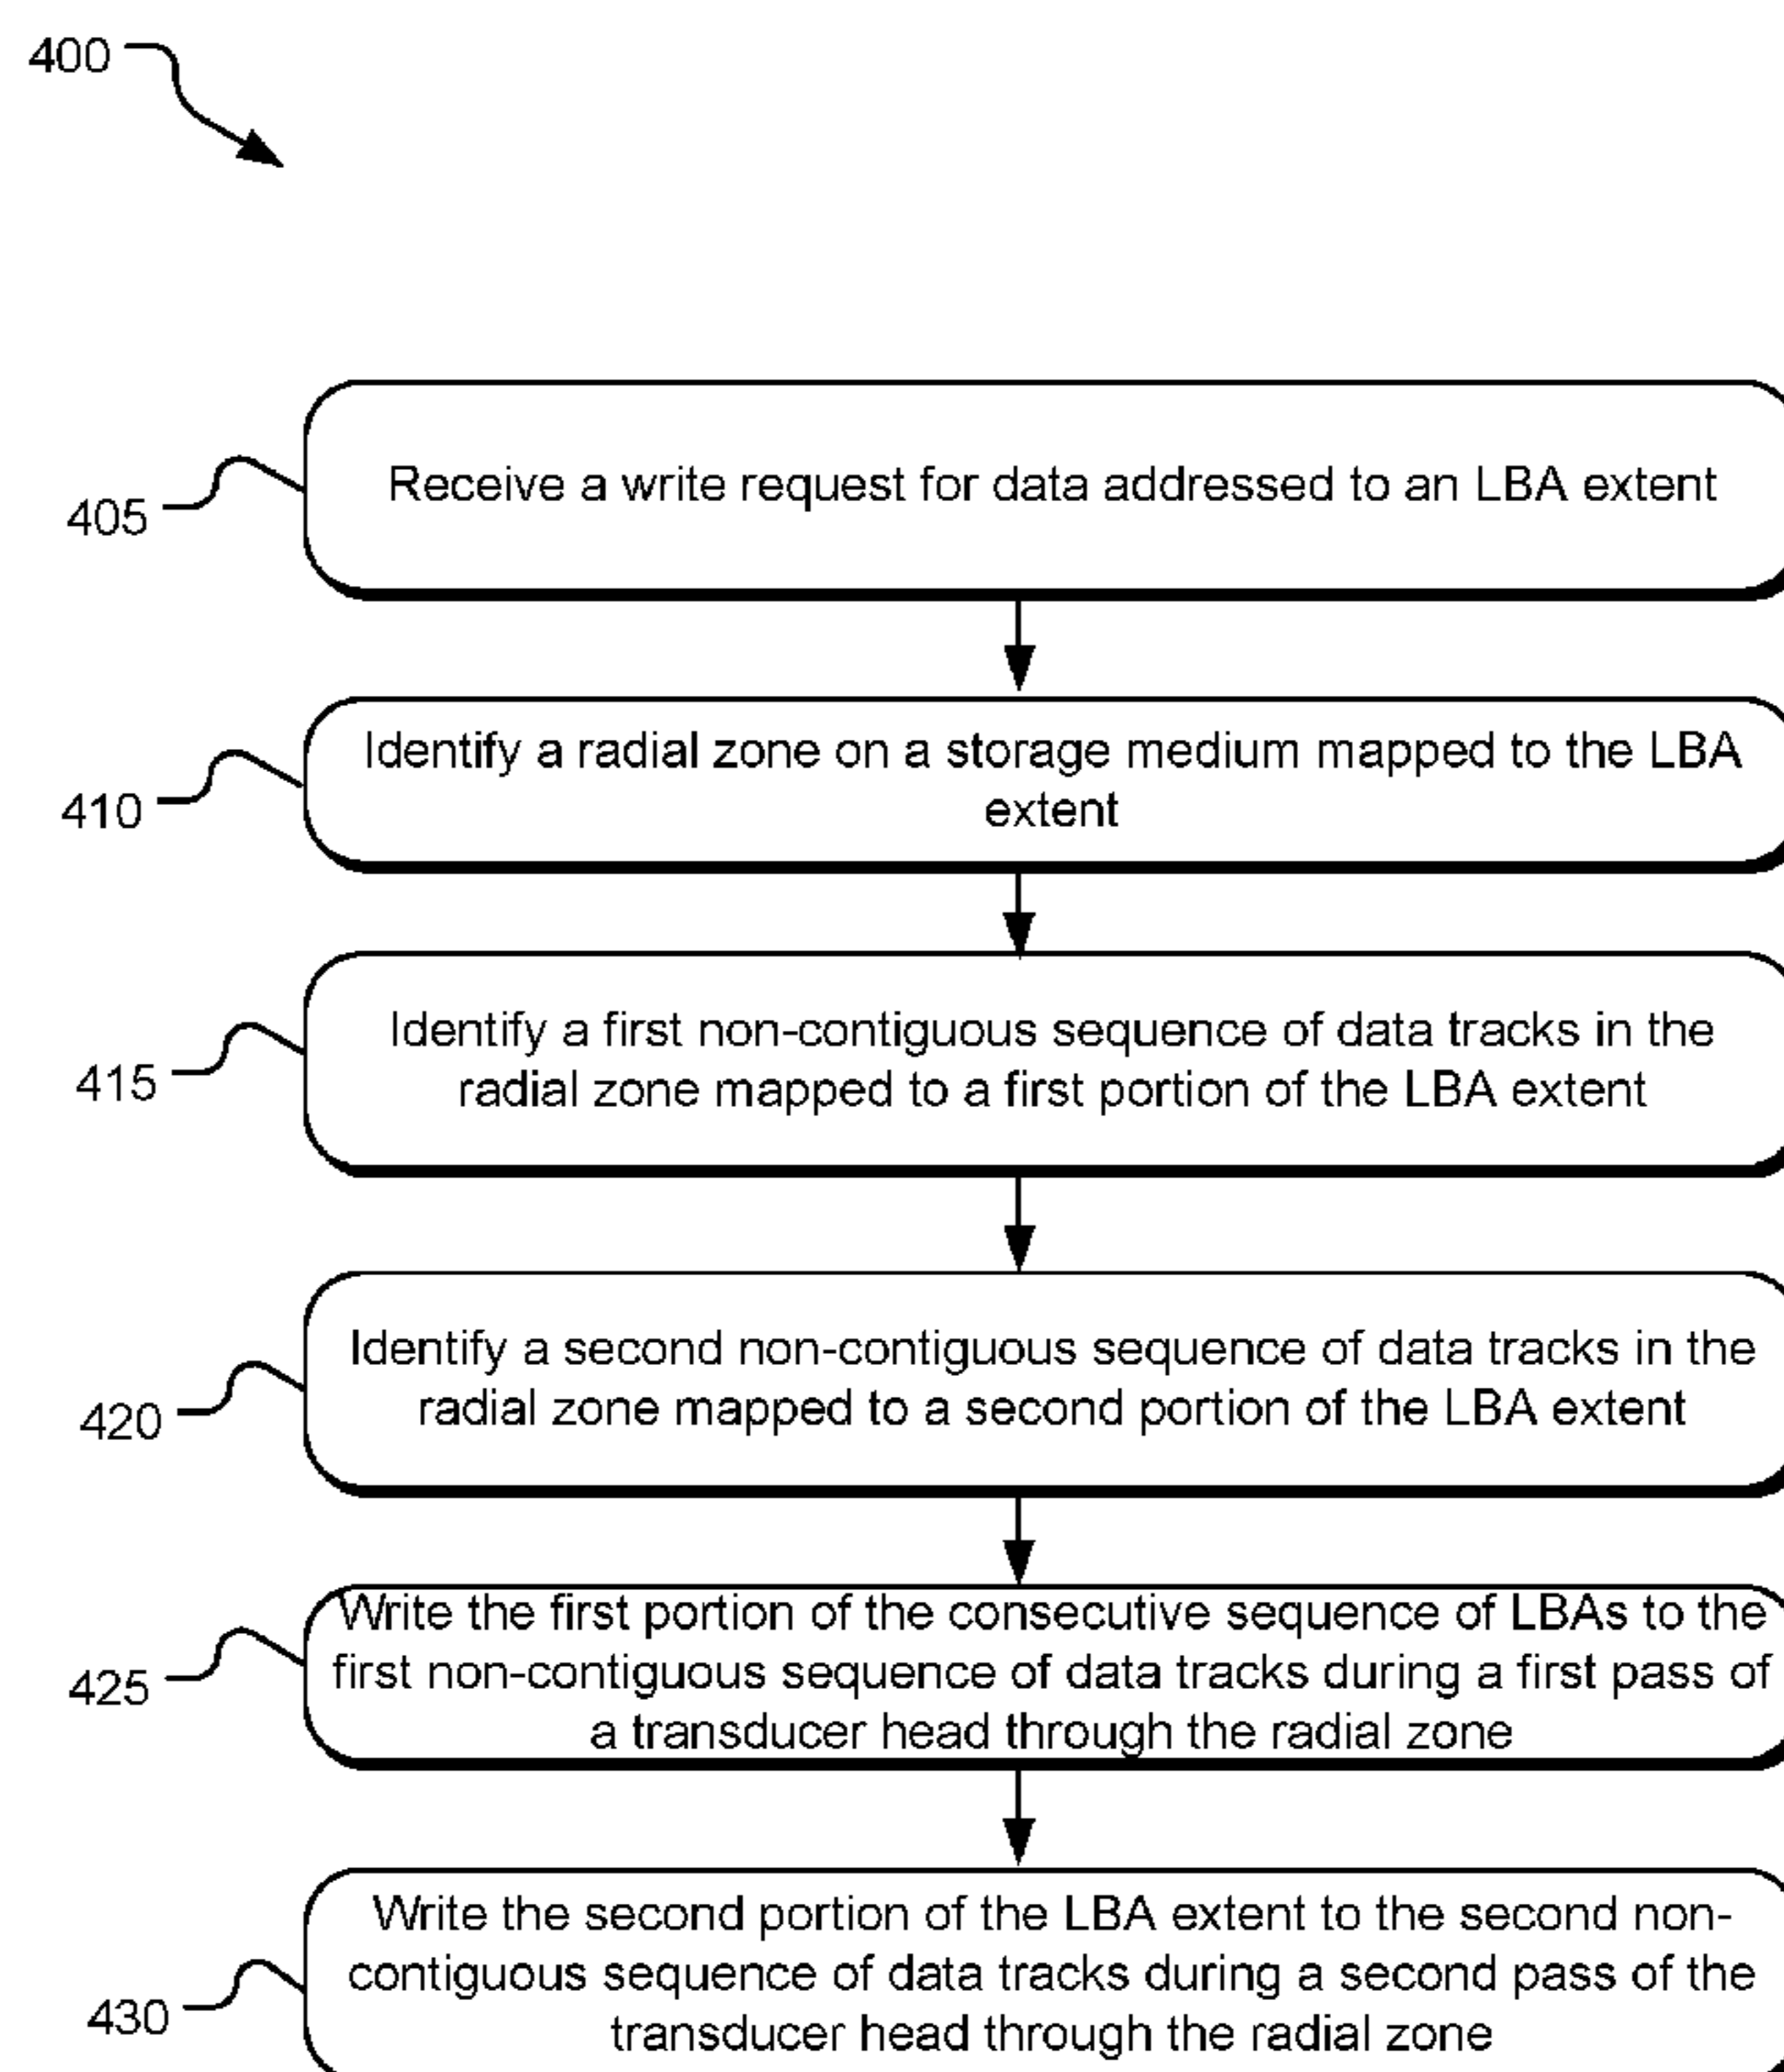 400
Receive a write request for data addressed to an LBA extent
405
Identify a radial zone on a storage medium mapped to the LBA
extent
410
Identify a first non-contiguous sequence of data tracks in the
radial zone mapped to a first portion of the LBA extent
415
Identify a second non-contiguous sequence of data tracks in the
radial zone mapped to a second portion of the LBA extent
420
Write the first portion of the consecutive sequence of LBAs to the
first non-contiguous sequence of data tracks during a first pass of
a transducer head through the radial zone
425
Write the second portion of the LBA extent to the second non-
contiguous sequence of data tracks during a second pass of the
transducer head through the radial zone
430